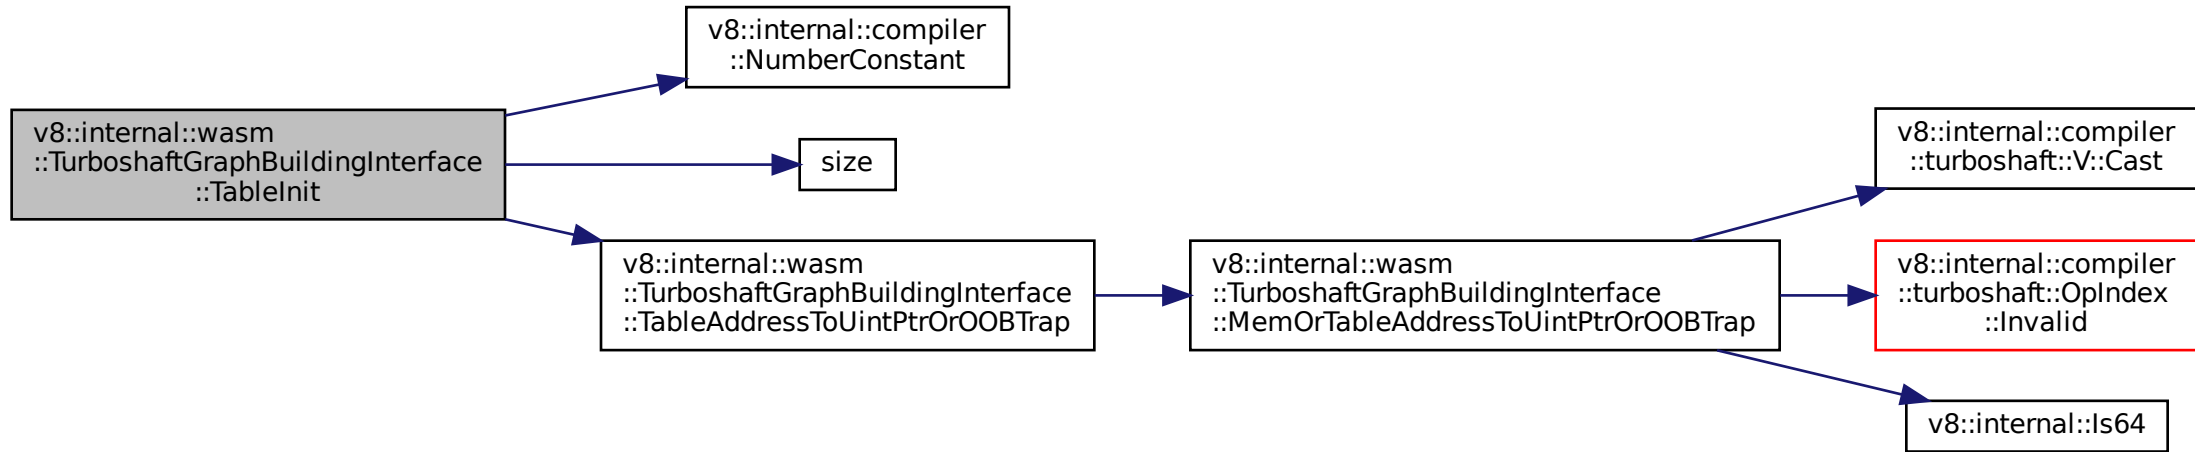 v8::internal::wasm
::TurboshaftGraphBuildingInterface
::TableInit
v8::internal::compiler
::NumberConstant
size
v8::internal::wasm
::TurboshaftGraphBuildingInterface
::TableAddressToUintPtrOrOOBTrap
v8::internal::wasm
::TurboshaftGraphBuildingInterface
::MemOrTableAddressToUintPtrOrOOBTrap
v8::internal::compiler
::turboshaft::V::Cast
v8::internal::compiler
::turboshaft::OpIndex
::Invalid
v8::internal::Is64